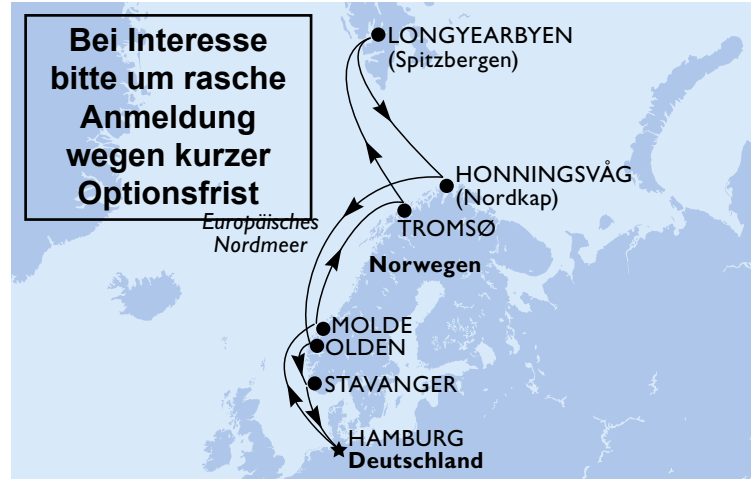 Bei Interesse
bitte um rasche
Anmeldung
wegen kurzer
Optionsfrist
LONGYEARBYEN
(Spitzbergen)
HONNINGSVÅG
(Nordkap)
TROMSØ
Europäisches
Nordmeer
Norwegen
MOLDE
OLDEN
STAVANGER
HAMBURG
Deutschland